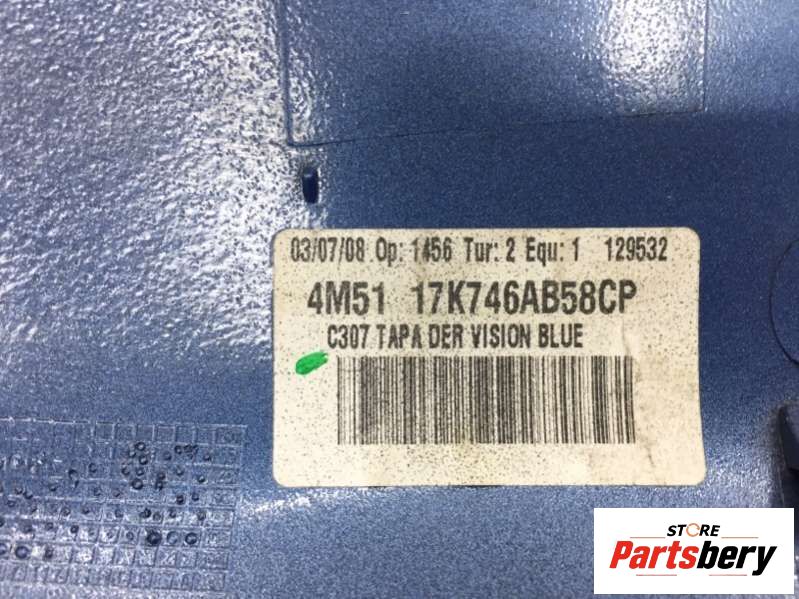 03/07/08 Op: 1456 Tur: 2 Equ: 1 129532
4M51 17K746AB58CP
C307 TAPA DER VISION BLUE
STORE
Partsbery